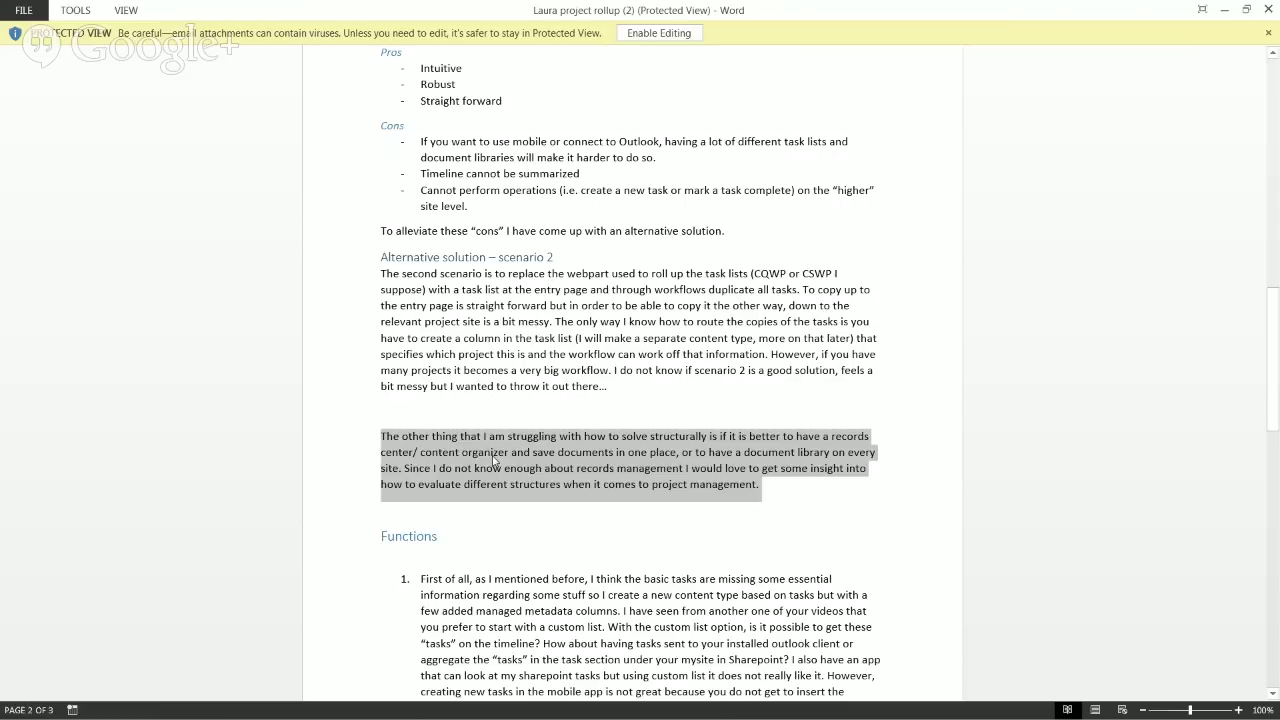 Laura project rollup (2) (Protected View) - Word
FILE TOOLS VIEW
PROTECTED VIEW Be careful—email attachments can contain viruses. Unless you need to edit, it's safer to stay in Protected View. Enable Editing
Google+
Pros
- Intuitive
- Robust
- Straight forward
Cons
- If you want to use mobile or connect to Outlook, having a lot of different task lists and
document libraries will make it harder to do so.
- Timeline cannot be summarized
- Cannot perform operations (i.e. create a new task or mark a task complete) on the “higher”
site level.
To alleviate these “cons” I have come up with an alternative solution.
Alternative solution – scenario 2
The second scenario is to replace the webpart used to roll up the task lists (CQWP or CSWP I
suppose) with a task list at the entry page and through workflows duplicate all tasks. To copy up to
the entry page is straight forward but in order to be able to copy it the other way, down to the
relevant project site is a bit messy. The only way I know how to route the copies of the tasks is you
have to create a column in the task list (I will make a separate content type, more on that later) that
specifies which project this is and the workflow can work off that information. However, if you have
many projects it becomes a very big workflow. I do not know if scenario 2 is a good solution, feels a
bit messy but I wanted to throw it out there…
The other thing that I am struggling with how to solve structurally is if it is better to have a records
center/ content organizer and save documents in one place, or to have a document library on every
site. Since I do not know enough about records management I would love to get some insight into
how to evaluate different structures when it comes to project management.
Functions
1. First of all, as I mentioned before, I think the basic tasks are missing some essential
information regarding some stuff so I create a new content type based on tasks but with a
few added managed metadata columns. I have seen from another one of your videos that
you prefer to start with a custom list. With the custom list option, is it possible to get these
“tasks” on the timeline? How about having tasks sent to your installed outlook client or
aggregate the “tasks” in the task section under your mysite in Sharepoint? I also have an app
that can look at my sharepoint tasks but using custom list it does not really like it. However,
creating new tasks in the mobile app is not great because you do not get to insert the
PAGE 2 OF 3
100%